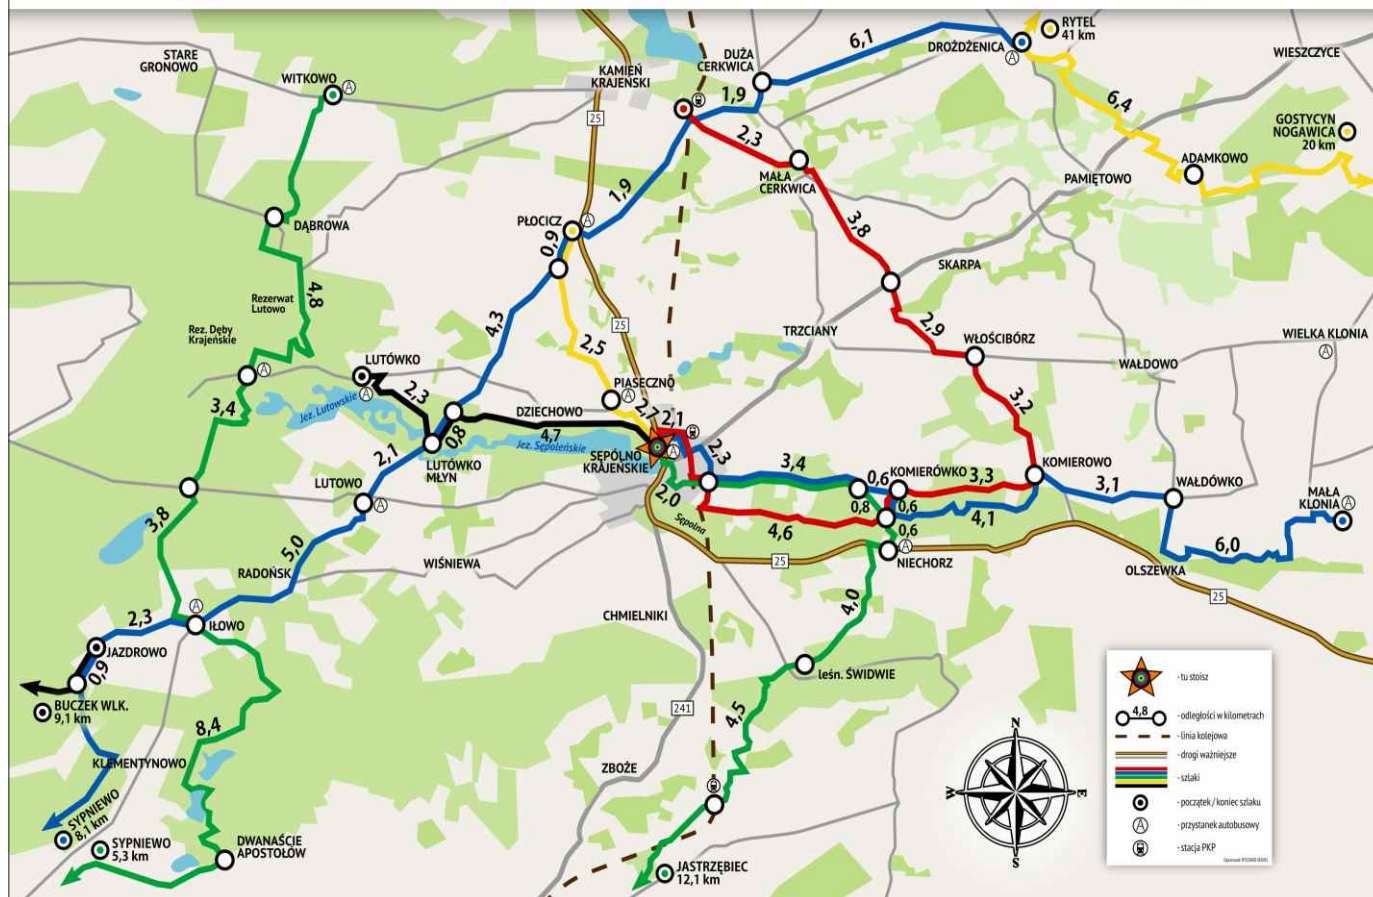 RYTEL
41 km
DROŻDŻENICA
Ⓐ
6,1
DUŻA
CERKWICA
WIESZCZYCE
STARE
GRONOWO
WITKOWO
Ⓐ
KAMIEŃ
KRAJEŃSKI
1,9
6,4
25
2,3
GOSTYCYN
NOGAWICA
20 km
MAŁA
CERKWICA
ADAMKOWO
PAMIĘTOWO
4,8
1,9
DĄBROWA
PŁOCICZ
Ⓐ
0,9
3,8
SKARPA
4,8
Rezerwat
Lutowo
Rez. Dęby
Krajeńskie
4,3
25
2,9
TRZCIANY
WŁOŚCIBÓRZ
WIELKA KLONIA
Ⓐ
WAŁDOWO
2,5
LUTÓWKO
Ⓐ
Ⓐ
PIASECZNO
Ⓐ
3,2
2,3
Jez. Lutowskie
3,4
DZIECHOWO
2,7
2,1
4,7
0,8
Jez. Sępoleńskie
SĘPÓLNO
KRAJEŃSKIE
Ⓐ
2,3
LUTÓWKO
MŁYN
2,1
3,4
0,6
KOMIERÓWKO
3,3
KOMIEROWO
3,1
WAŁDÓWKO
MAŁA
KLONIA
Ⓐ
LUTOWO
Ⓐ
2,0
Sępolna
0,8
0,6
4,1
4,6
0,6
3,8
5,0
NIECHORZ
Ⓐ
6,0
OLSZEWKA
25
RADOŃSK
WIŚNIEWA
25
Ⓐ
IŁOWO
CHMIELNIKI
4,0
2,3
JAZDROWO
0,9
leśn. ŚWIDWIE
BUCZEK WLK.
9,1 km
8,4
241
4,5
KLEMENTYNOWO
ZBOŻE
SYPNIEWO
8,1 km
SYPNIEWO
5,3 km
DWANAŚCIE
APOSTOŁÓW
JASTRZĘBIEC
12,1 km
N
W
E
S
- tu stoisz
4,8
- odległości w kilometrach
- linia kolejowa
- drogi ważniejsze
- szlaki
- początek / koniec szlaku
Ⓐ
- przystanek autobusowy
- stacja PKP